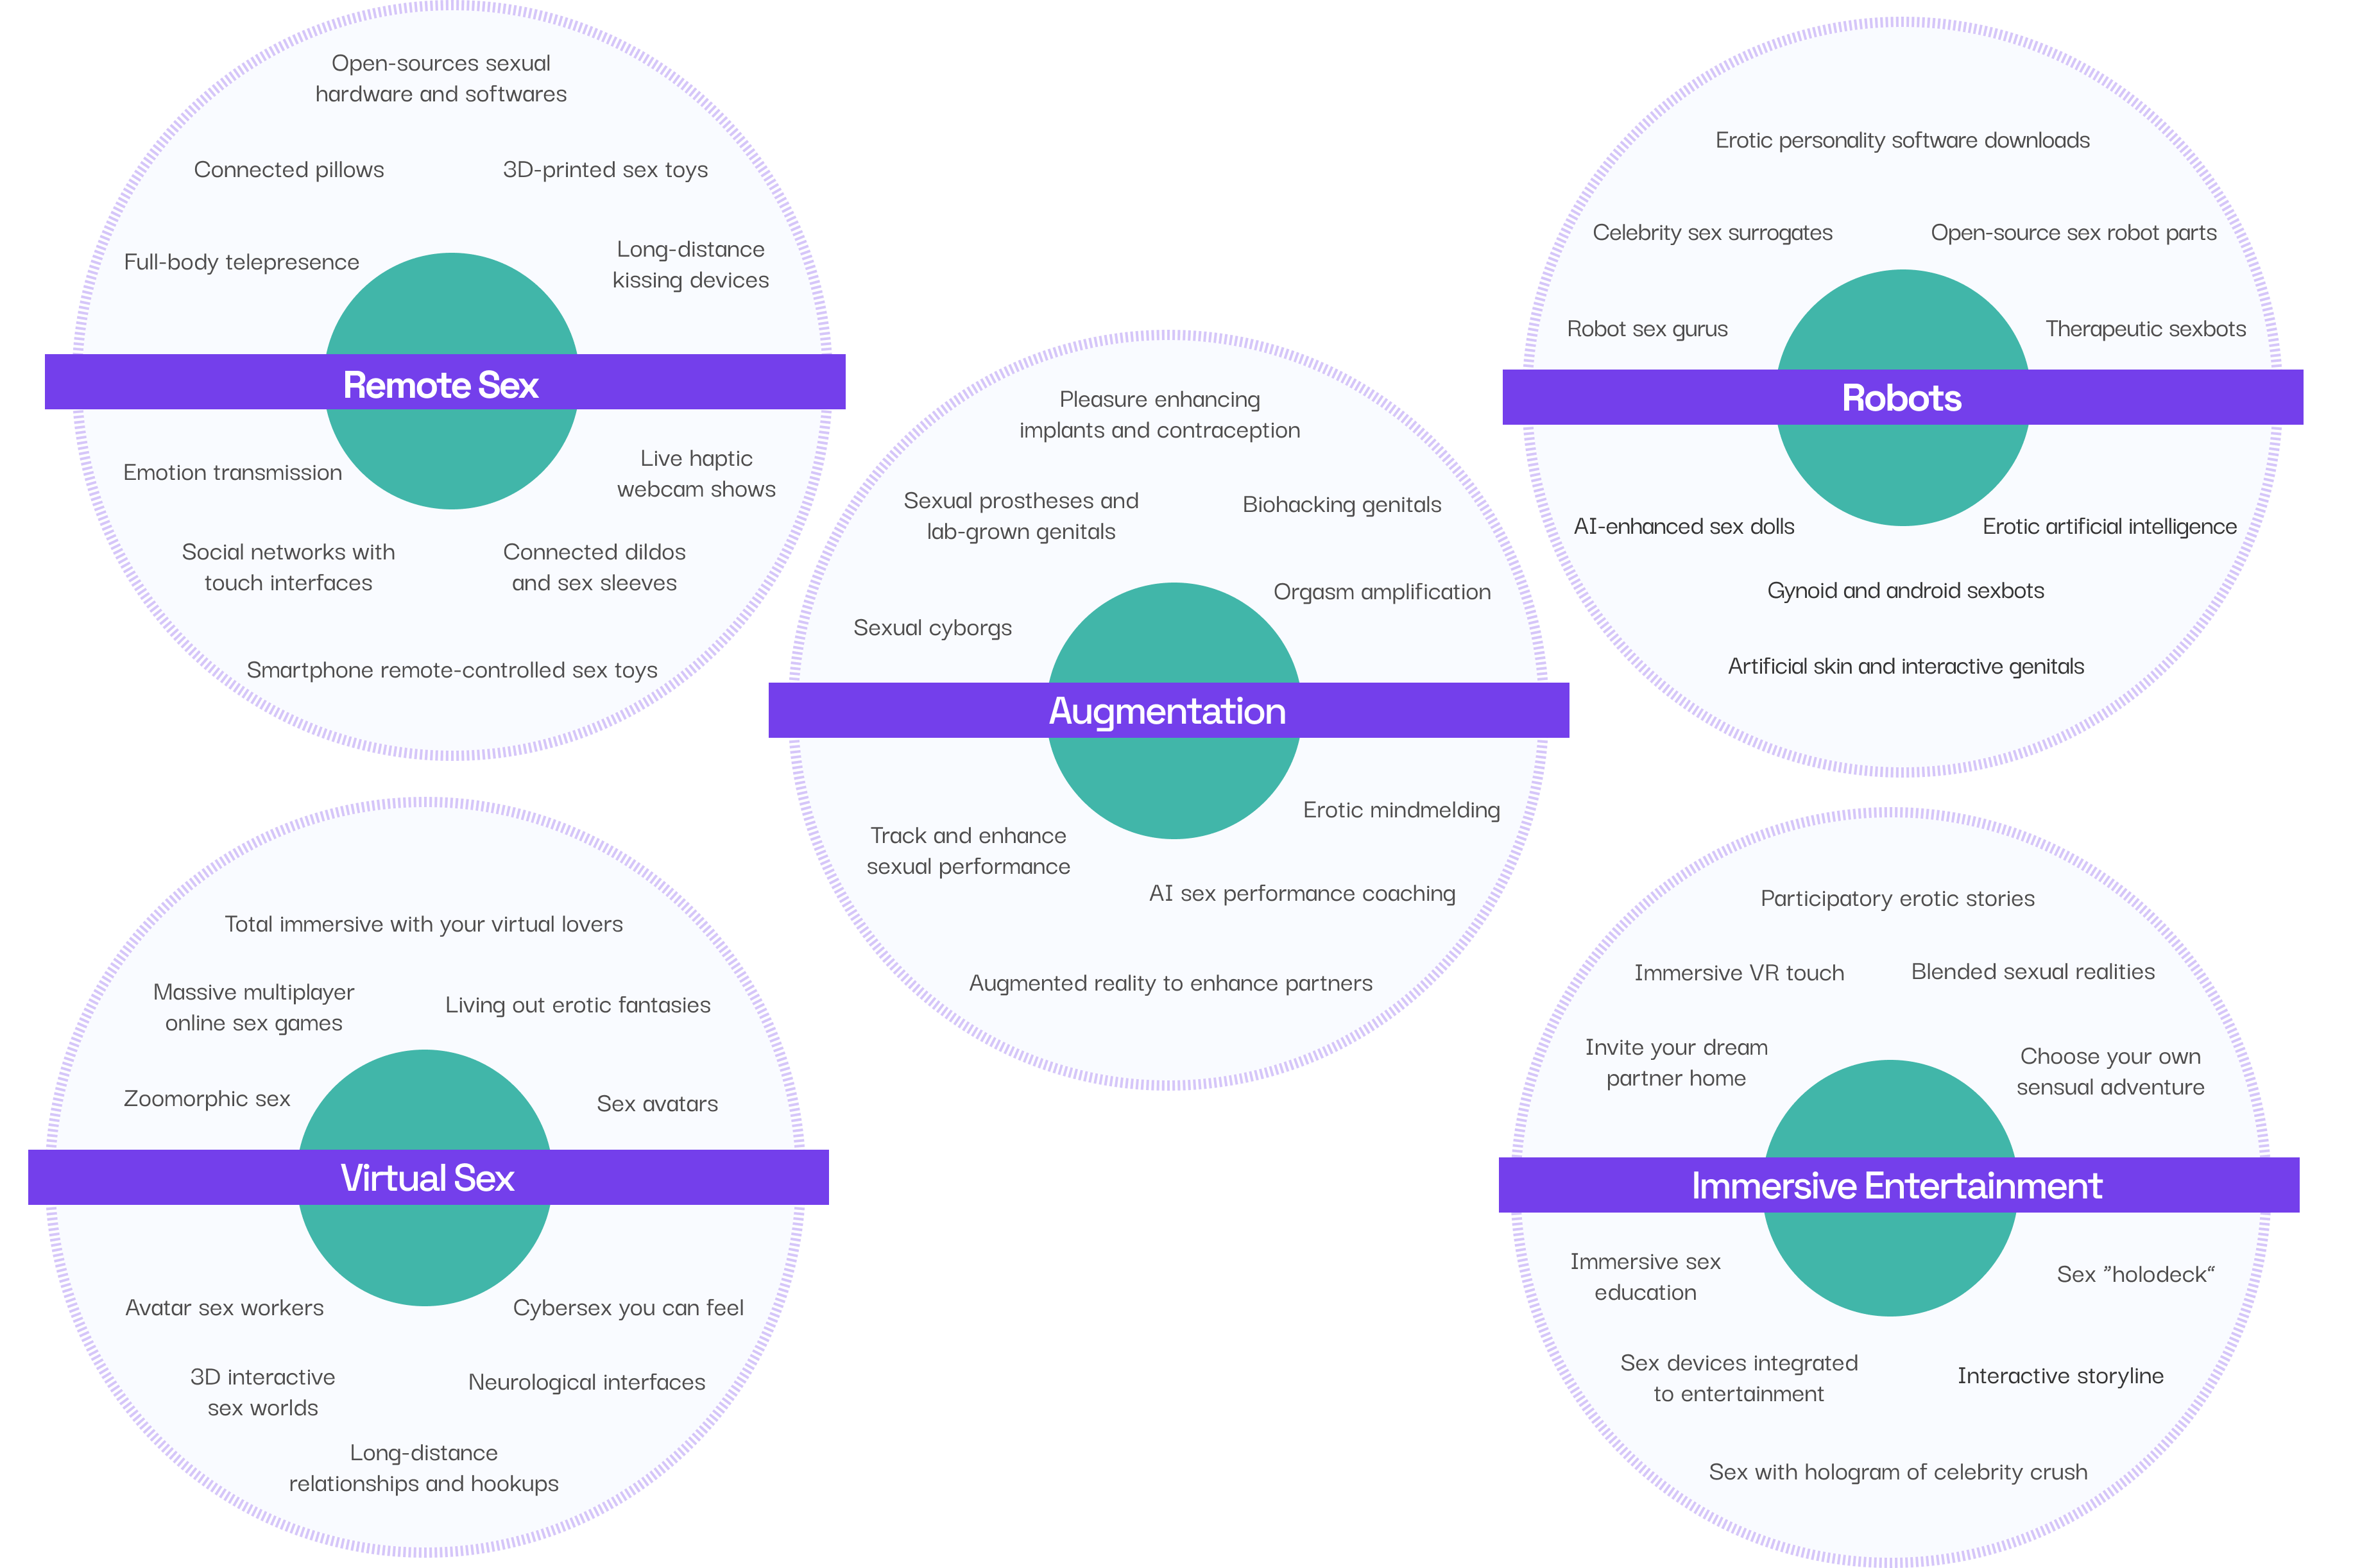 Open-sources sexual
hardware and softwares
Connected pillows
3D-printed sex toys
Full-body telepresence
Long-distance
kissing devices
Remote Sex
Emotion transmission
Live haptic
webcam shows
Social networks with
touch interfaces
Connected dildos
and sex sleeves
Smartphone remote-controlled sex toys
Erotic personality software downloads
Celebrity sex surrogates
Open-source sex robot parts
Robot sex gurus
Therapeutic sexbots
Robots
AI-enhanced sex dolls
Erotic artificial intelligence
Gynoid and android sexbots
Artificial skin and interactive genitals
Pleasure enhancing
implants and contraception
Sexual prostheses and
lab-grown genitals
Biohacking genitals
Orgasm amplification
Sexual cyborgs
Augmentation
Erotic mindmelding
Track and enhance
sexual performance
AI sex performance coaching
Augmented reality to enhance partners
Total immersive with your virtual lovers
Massive multiplayer
online sex games
Living out erotic fantasies
Zoomorphic sex
Sex avatars
Virtual Sex
Avatar sex workers
Cybersex you can feel
3D interactive
sex worlds
Neurological interfaces
Long-distance
relationships and hookups
Participatory erotic stories
Immersive VR touch
Blended sexual realities
Invite your dream
partner home
Choose your own
sensual adventure
Immersive Entertainment
Immersive sex
education
Sex ”holodeck“
Sex devices integrated
to entertainment
Interactive storyline
Sex with hologram of celebrity crush